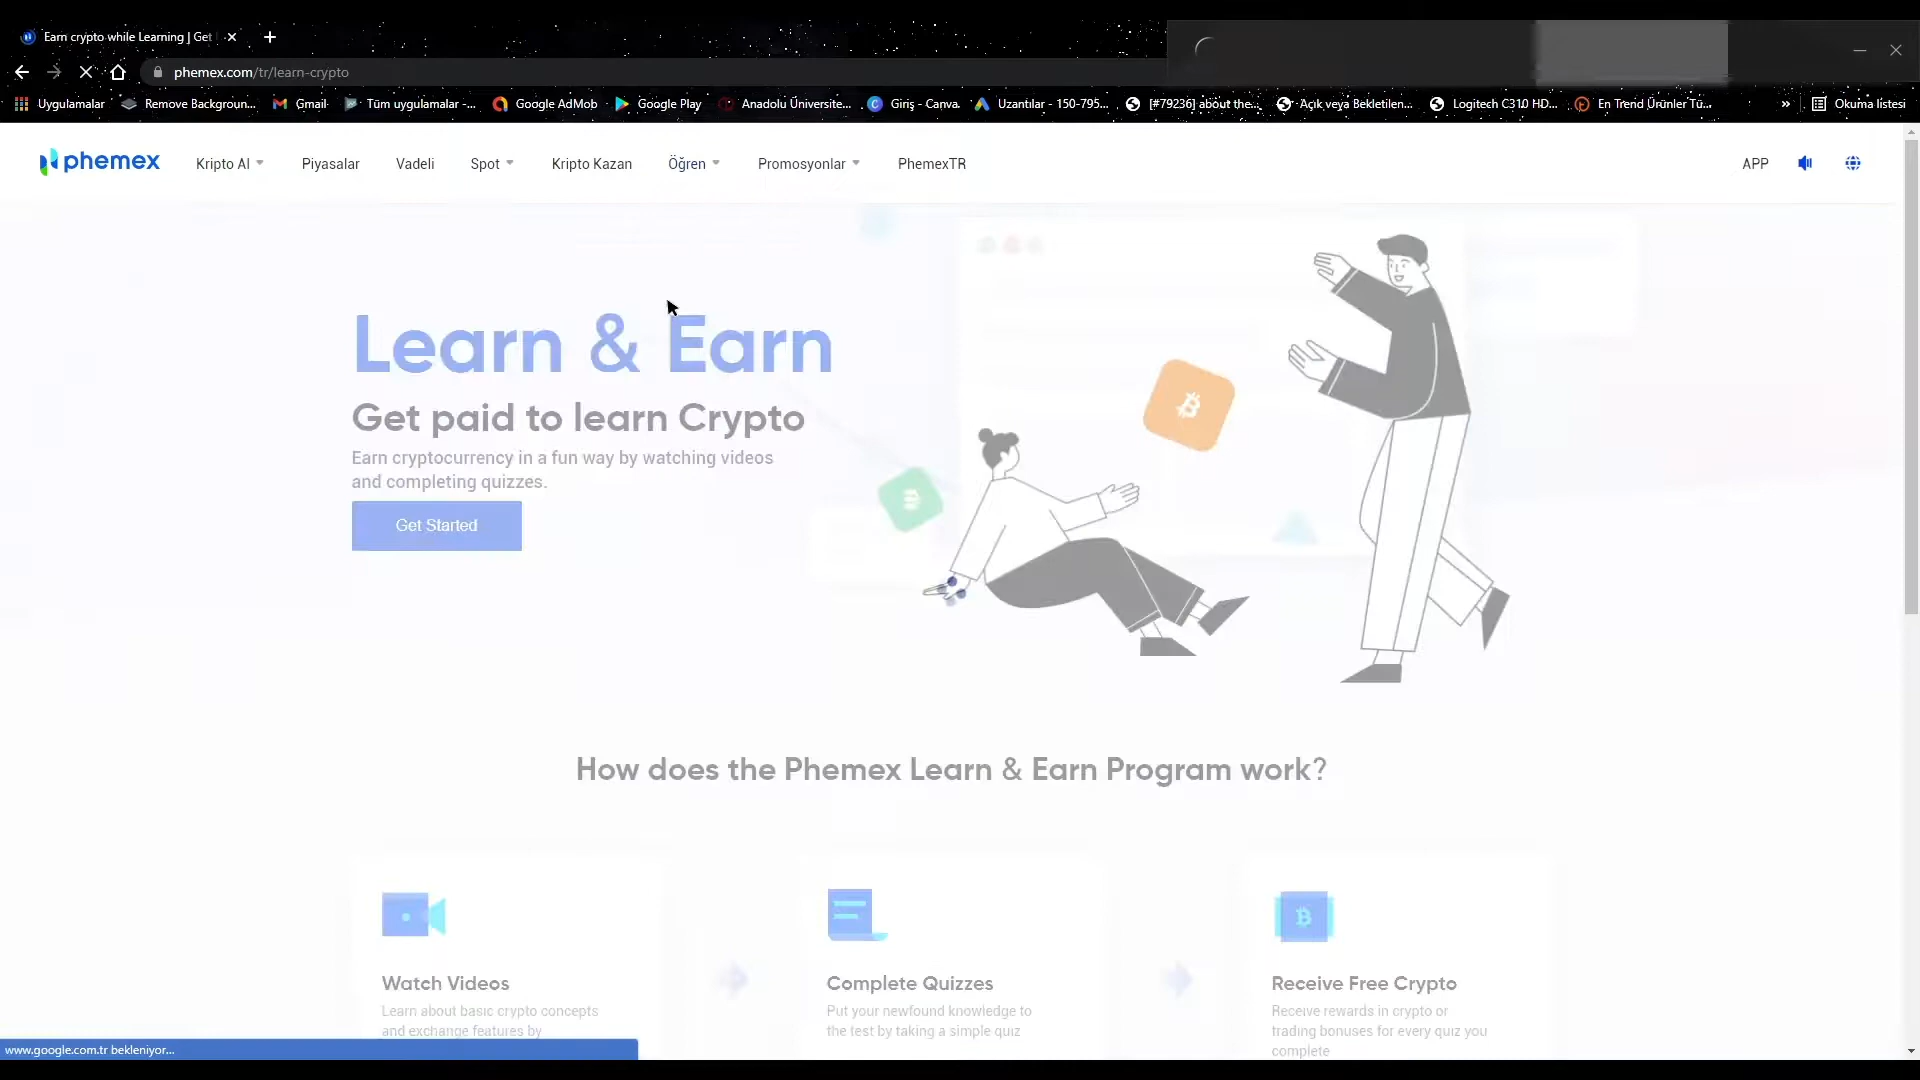 Earn crypto while Learning | Get
phemex.com/tr/learn-crypto
Uygulamalar
Remove Backgroun...
Gmail
Tüm uygulamalar -...
Google AdMob
Google Play
Anadolu Üniversite...
Giriş - Canva
Uzantılar - 150-795...
[#79236] about the...
Açık veya Bekletilen...
Logitech C310 HD...
En Trend Ürünler Tü...
»
Okuma listesi
phemex
Kripto Al
Piyasalar
Vadeli
Spot
Kripto Kazan
Öğren
Promosyonlar
PhemexTR
APP
Learn & Earn
Get paid to learn Crypto
Earn cryptocurrency in a fun way by watching videos
and completing quizzes.
Get Started
How does the Phemex Learn & Earn Program work?
Watch Videos
Learn about basic crypto concepts
and exchange features by
Complete Quizzes
Put your newfound knowledge to
the test by taking a simple quiz
Receive Free Crypto
Receive rewards in crypto or
trading bonuses for every quiz you
complete
www.google.com.tr bekleniyor...